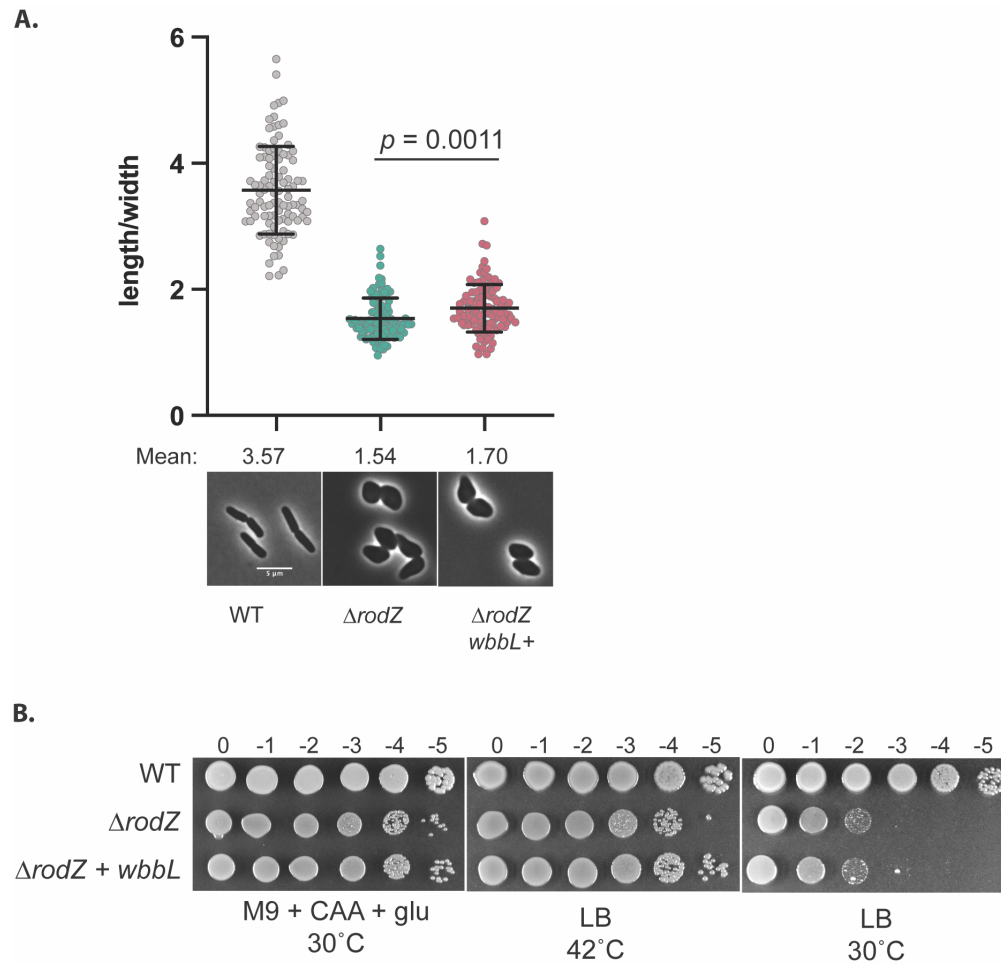 A.
6
4
2
0
length/width
p = 0.0011
Mean: 3.57 1.54 1.70
5 μm
WT ΔrodZ ΔrodZ
wbbL+
B.
0 -1 -2 -3 -4 -5 0 -1 -2 -3 -4 -5 0 -1 -2 -3 -4 -5
WT
ΔrodZ
ΔrodZ + wbbL
M9 + CAA + glu LB LB
30˚C 42˚C 30˚C